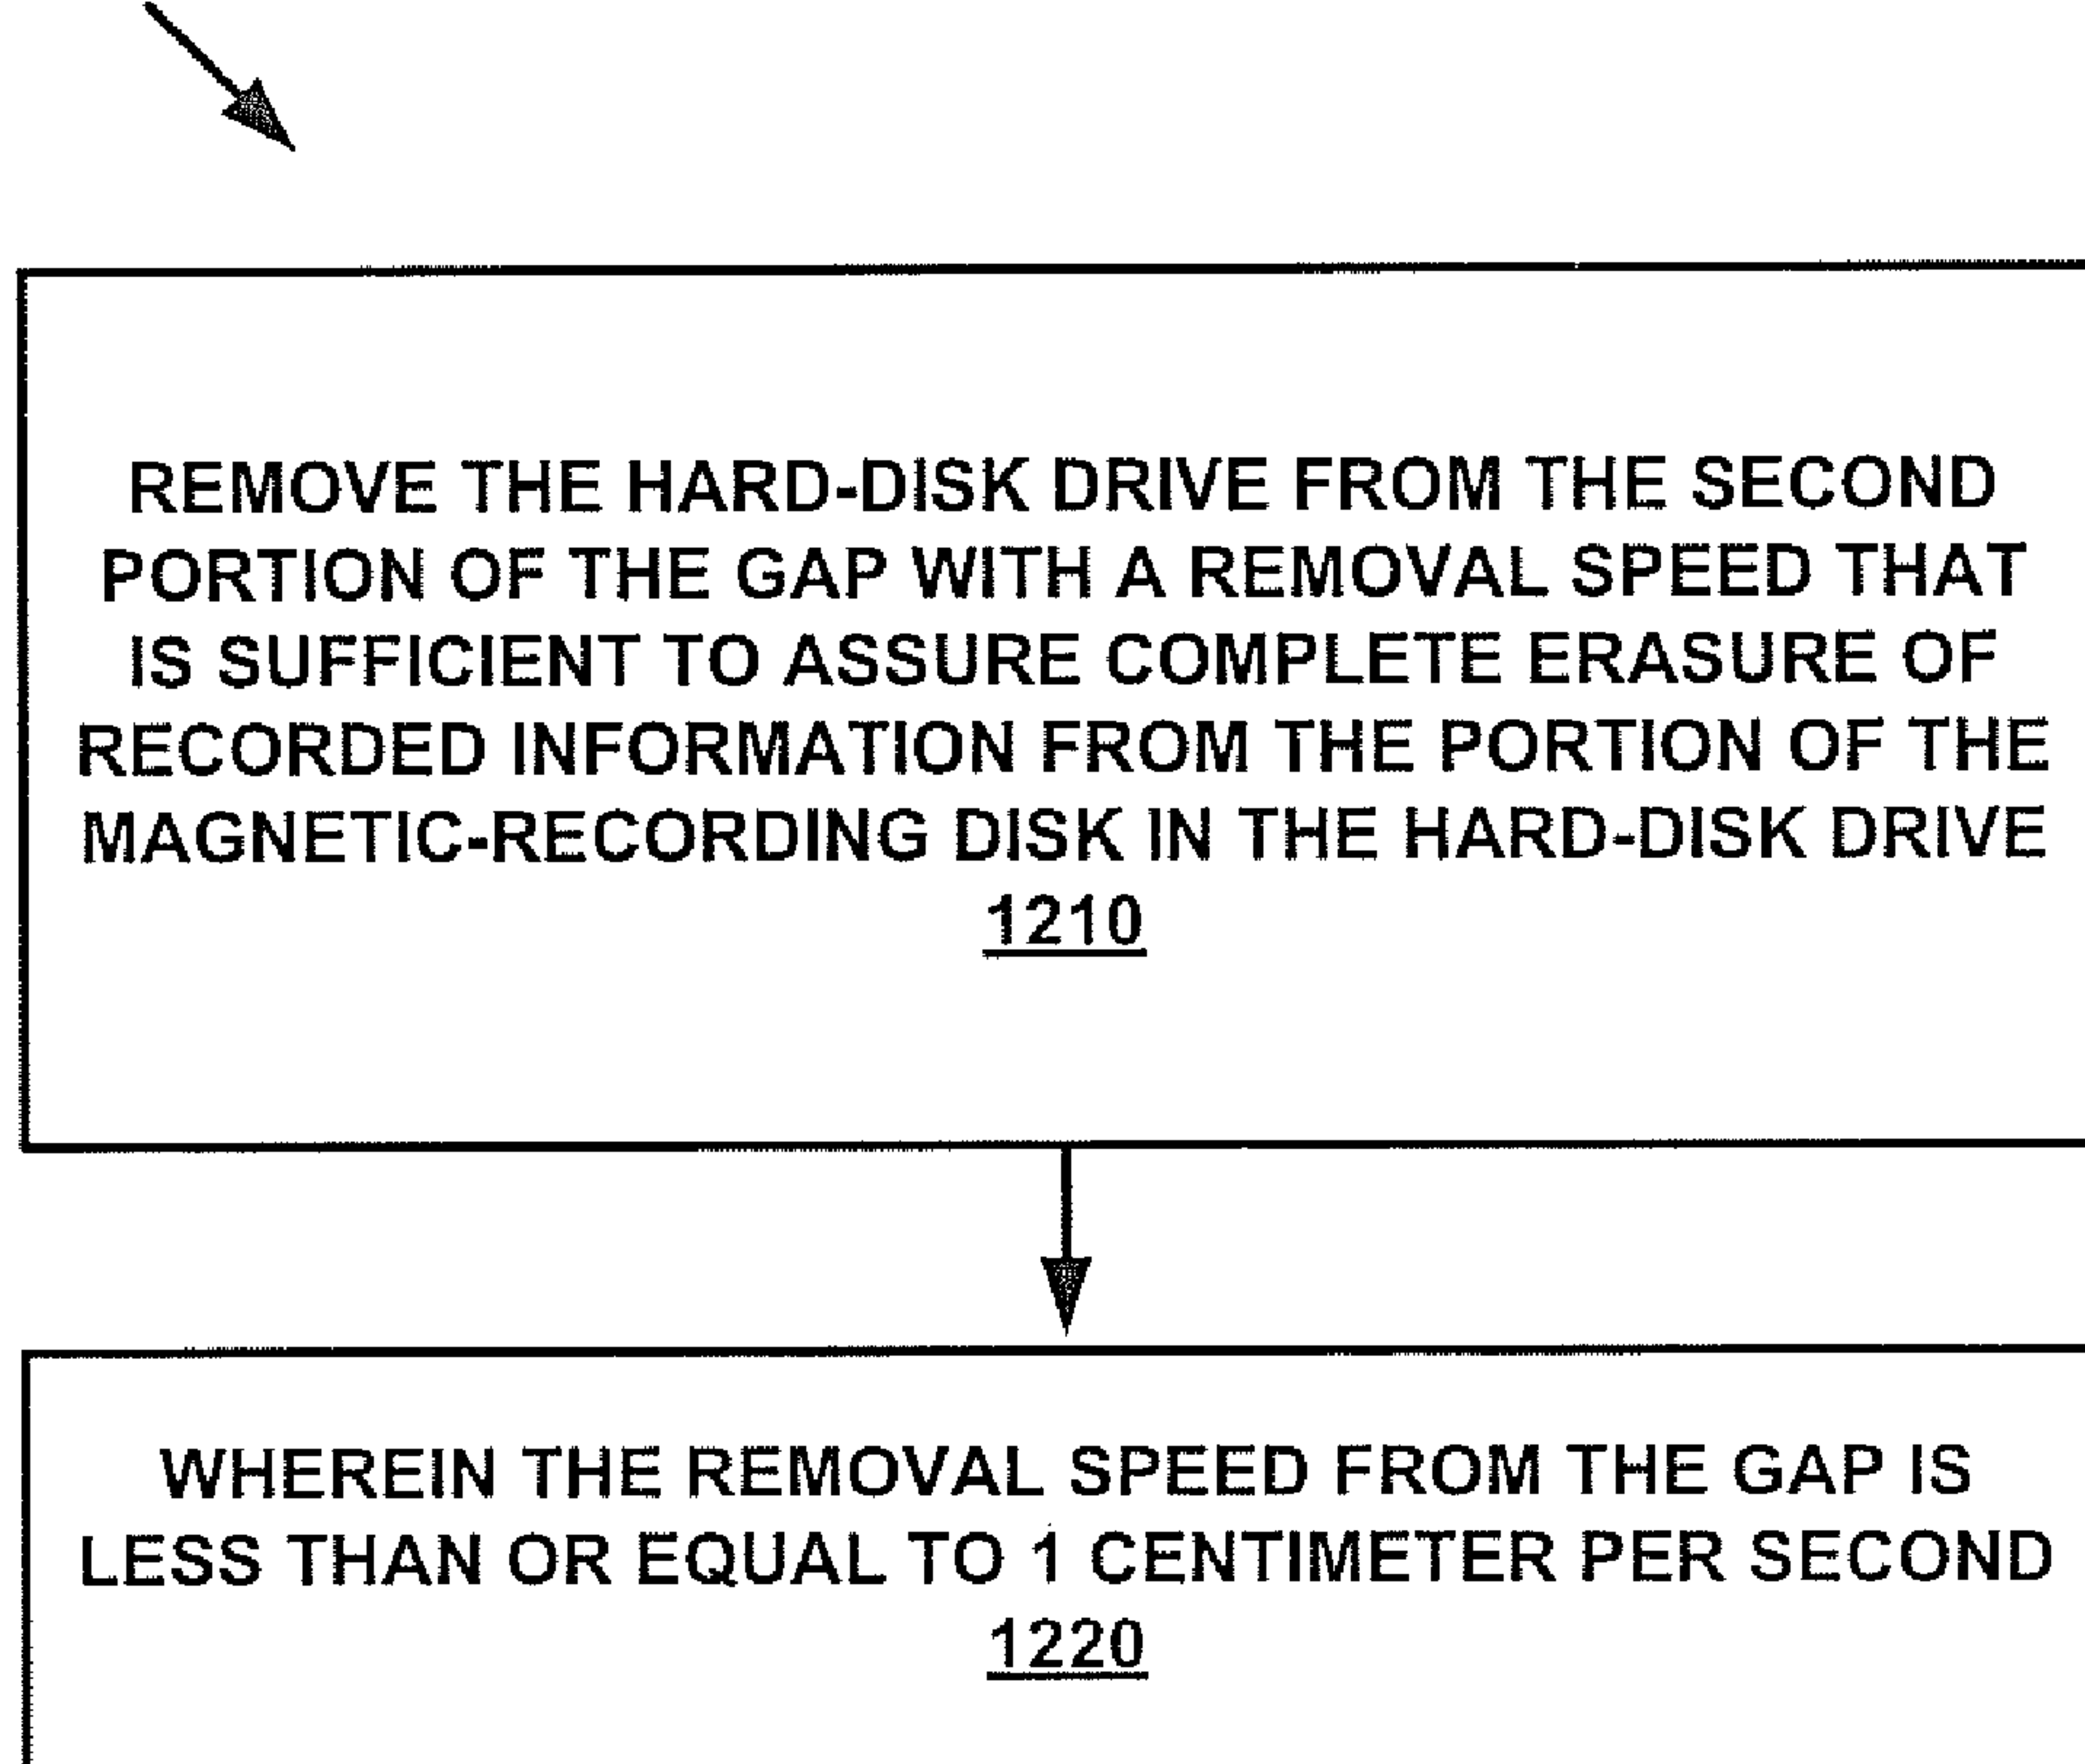 REMOVE THE HARD-DISK DRIVE FROM THE SECOND
PORTION OF THE GAP WITH A REMOVAL SPEED THAT
IS SUFFICIENT TO ASSURE COMPLETE ERASURE OF
RECORDED INFORMATION FROM THE PORTION OF THE
MAGNETIC-RECORDING DISK IN THE HARD-DISK DRIVE
1210
WHEREIN THE REMOVAL SPEED FROM THE GAP IS
LESS THAN OR EQUAL TO 1 CENTIMETER PER SECOND
1220